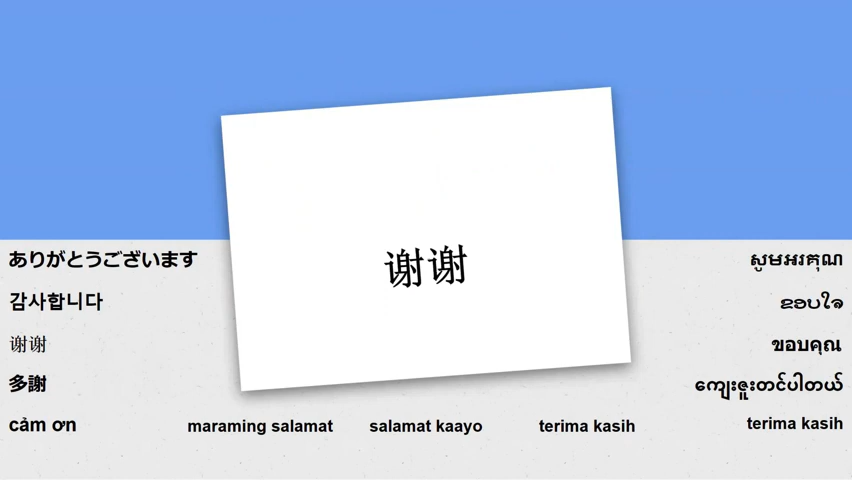 谢谢
ありがとうございます
감사합니다
谢谢
多謝
cảm ơn
maraming salamat
salamat kaayo
terima kasih
សូមអរគុណ
ຂອບໃຈ
ขอบคุณ
ကျေးဇူးတင်ပါတယ်
terima kasih